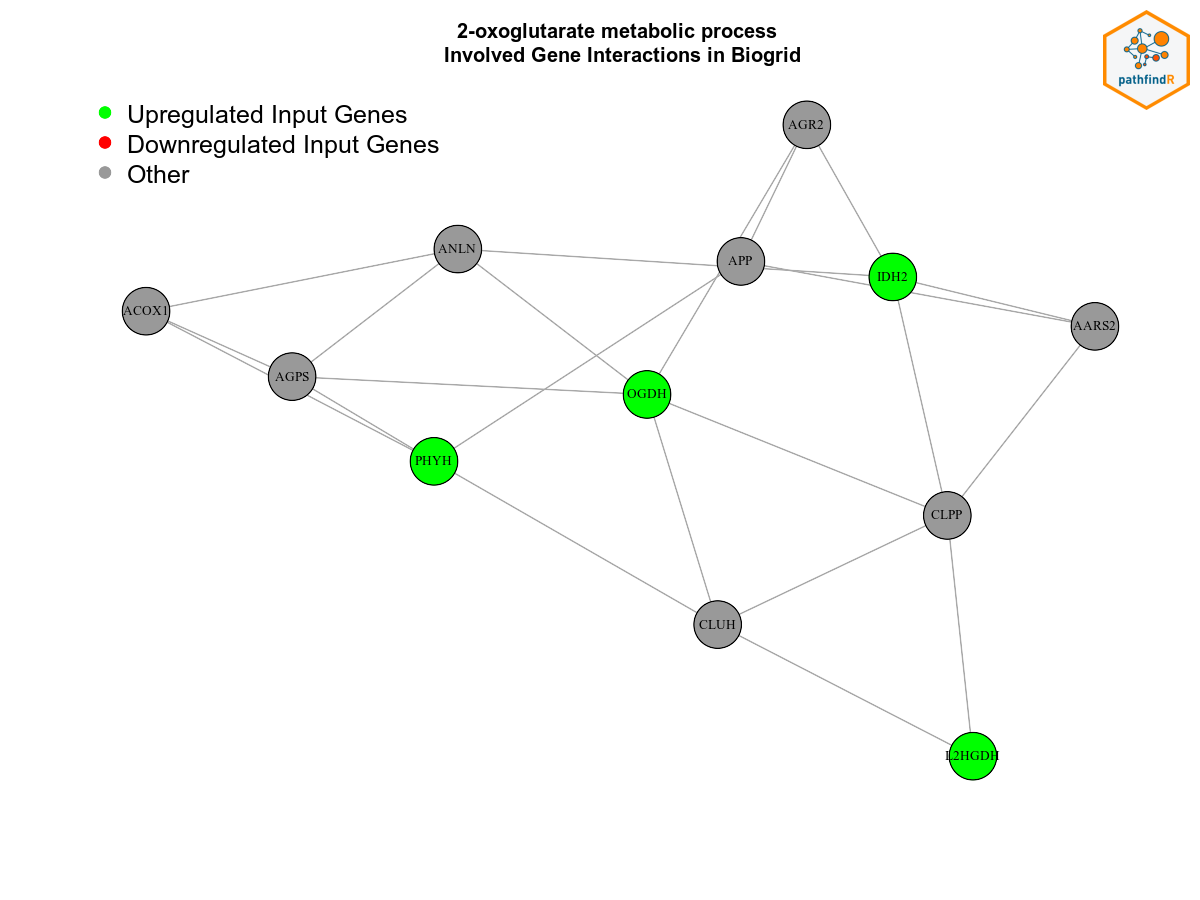 2-oxoglutarate metabolic process
Involved Gene Interactions in Biogrid
pathfindR
Upregulated Input Genes
Downregulated Input Genes
Other
AGR2
ANLN
APP
IDH2
ACOX1
AARS2
AGPS
OGDH
PHYH
CLPP
CLUH
L2HGDH